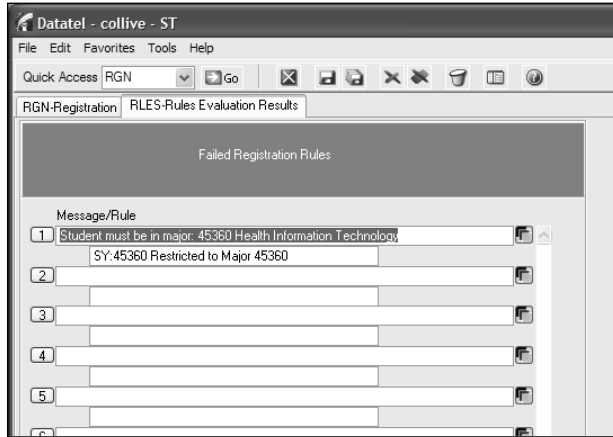 Datatel - collive - ST
File Edit Favorites Tools Help
Quick Access RGN Go
RGN-Registration RLES-Rules Evaluation Results
Failed Registration Rules
Message/Rule
1 Student must be in major: 45360 Health Information Technology
SY:45360 Restricted to Major 45360
2
3
4
5
6